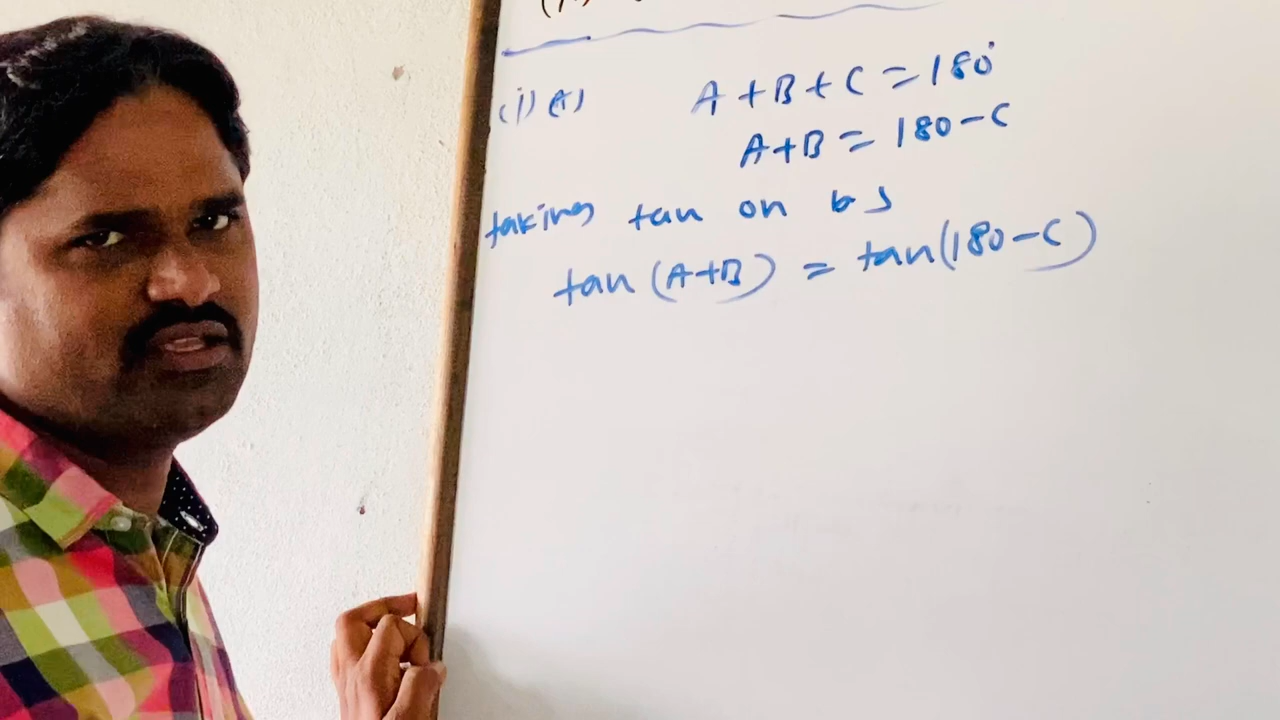 (i) (A) A + B + C = 180°
A + B = 180 - C
taking tan on b s
tan (A+B) = tan(180 - C)